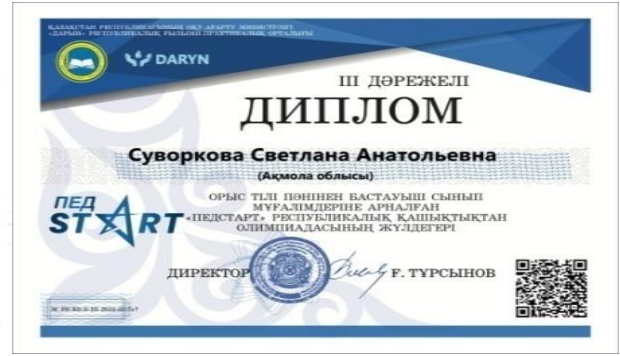 ҚАЗАҚСТАН РЕСПУБЛИКАСЫНЫҢ ОҚУ-АҒАРТУ МИНИСТРЛІГІ
«ДАРЫН» РЕСПУБЛИКАЛЫҚ ҒЫЛЫМИ-ПРАКТИКАЛЫҚ ОРТАЛЫҒЫ
DARYN
III ДӘРЕЖЕЛІ
ДИПЛОМ
Суворкова Светлана Анатольевна
(Ақмола облысы)
ПЕД
START
ОРЫС ТІЛІ ПӘНІНЕН БАСТАУЫШ СЫНЫП
МҰҒАЛІМДЕРІНЕ АРНАЛҒАН
«ПЕДСТАРТ» РЕСПУБЛИКАЛЫҚ ҚАШЫҚТЫҚТАН
ОЛИМПИАДАСЫНЫҢ ЖҮЛДЕГЕРІ
ДИРЕКТОР Ғ. ТҰРСЫНОВ